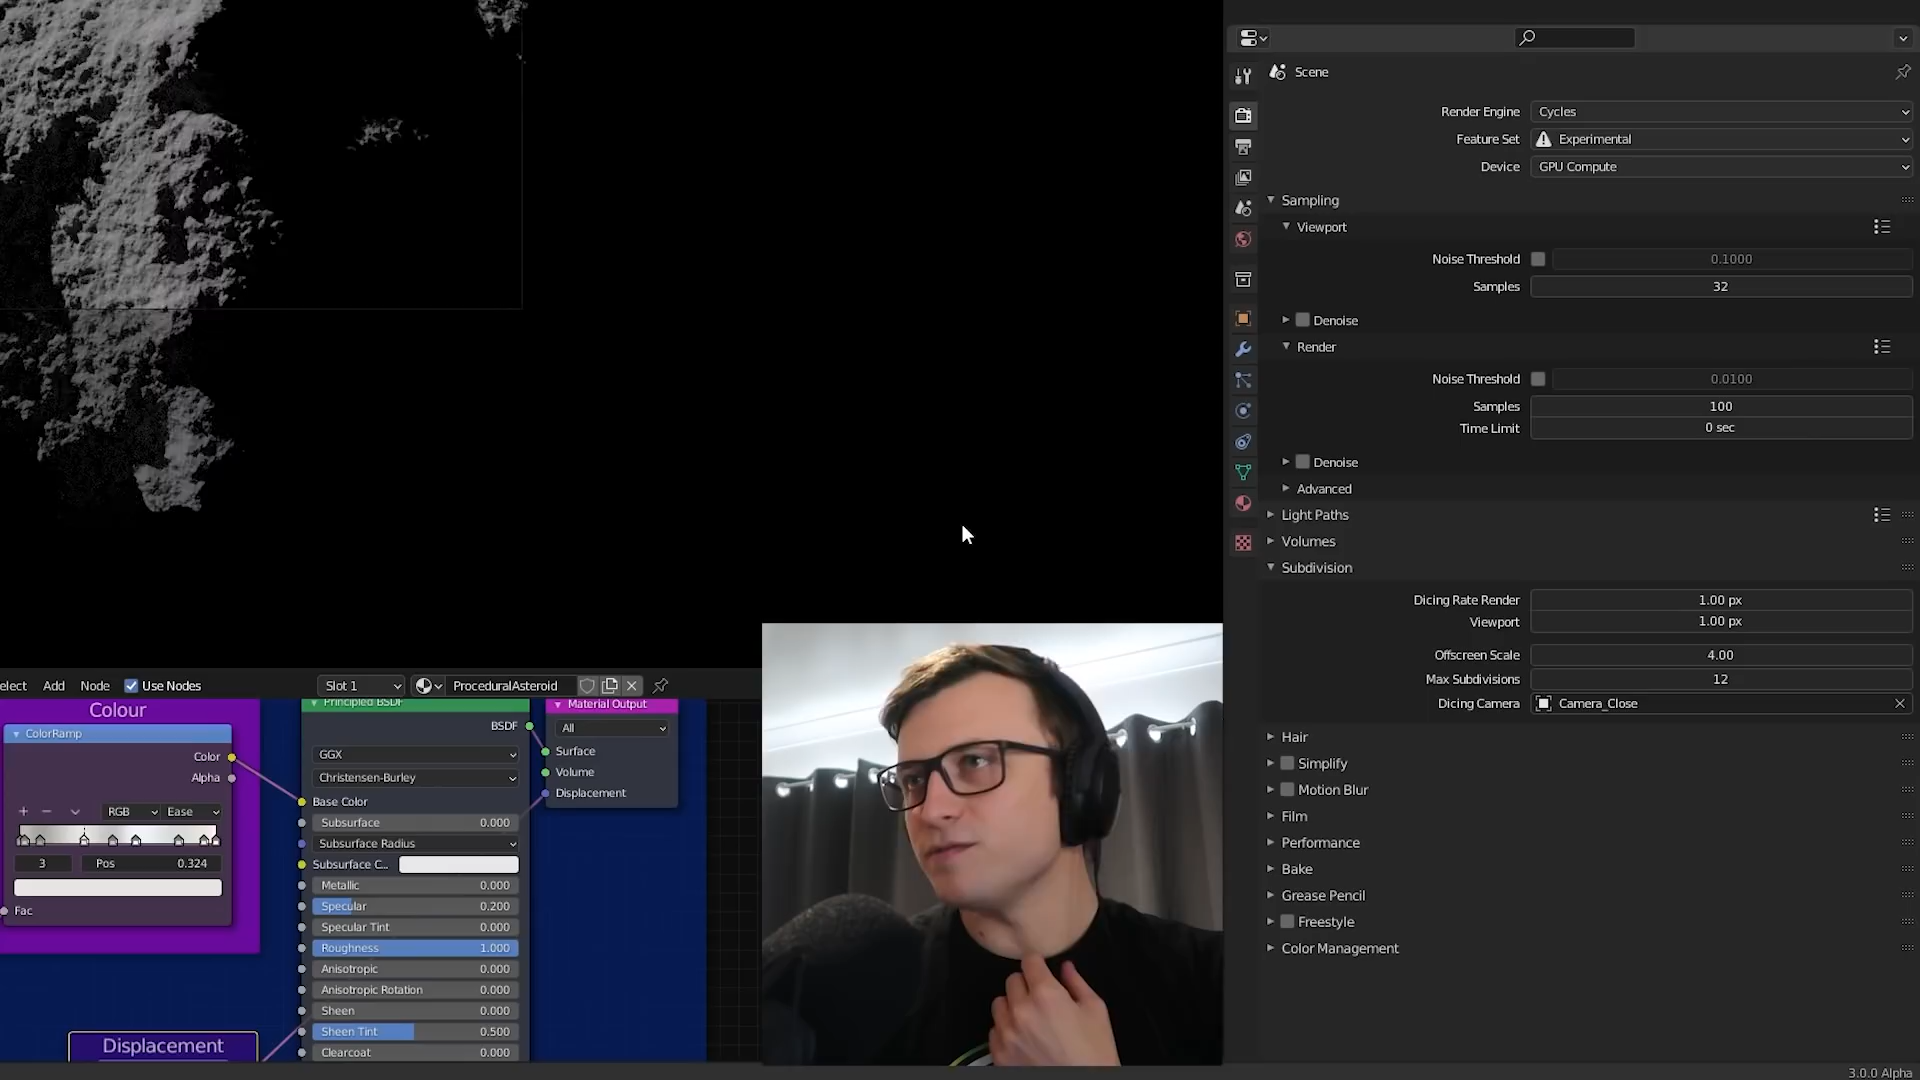 Scene
Render Engine Cycles
Feature Set Experimental
Device GPU Compute
Sampling
Viewport
Noise Threshold 0.1000
Samples 32
Denoise
Render
Noise Threshold 0.0100
Samples 100
Time Limit 0 sec
Denoise
Advanced
Light Paths
Volumes
Subdivision
Dicing Rate Render 1.00 px
Viewport 1.00 px
Offscreen Scale 4.00
Max Subdivisions 12
Dicing Camera Camera_Close
Hair
Simplify
Motion Blur
Film
Performance
Bake
Grease Pencil
Freestyle
Color Management
elect Add Node Use Nodes Slot 1 ProceduralAsteroid
Colour
ColorRamp
Color
Alpha
RGB Ease
3 Pos 0.324
Fac
Principled BSDF
BSDF
GGX
Christensen-Burley
Base Color
Subsurface 0.000
Subsurface Radius
Subsurface C...
Metallic 0.000
Specular 0.200
Specular Tint 0.000
Roughness 1.000
Anisotropic 0.000
Anisotropic Rotation 0.000
Sheen 0.000
Sheen Tint 0.500
Clearcoat 0.000
Material Output
All
Surface
Volume
Displacement
Displacement
3.0.0 Alpha